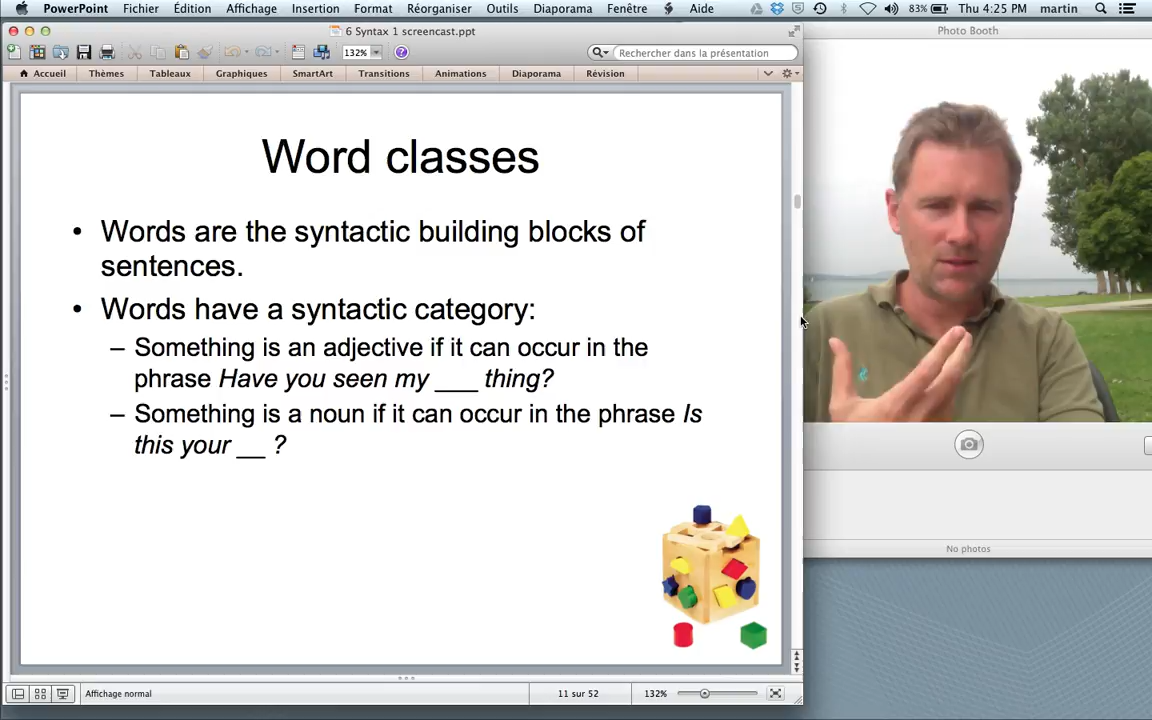 PowerPoint Fichier Édition Affichage Insertion Format Réorganiser Outils Diaporama Fenêtre Aide 83% Thu 4:25 PM martin
6 Syntax 1 screencast.ppt
Photo Booth
132% Rechercher dans la présentation
Accueil Thèmes Tableaux Graphiques SmartArt Transitions Animations Diaporama Révision
Word classes
• Words are the syntactic building blocks of
sentences.
• Words have a syntactic category:
– Something is an adjective if it can occur in the
phrase Have you seen my ___ thing?
– Something is a noun if it can occur in the phrase Is
this your __ ?
No photos
Affichage normal 11 sur 52 132%